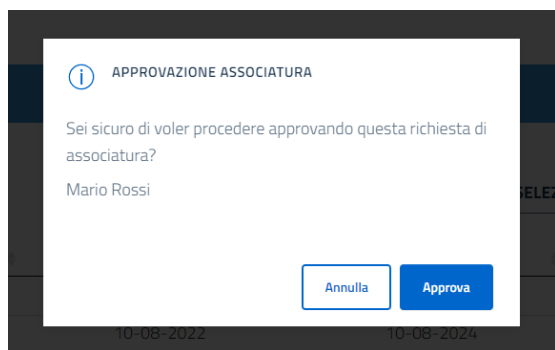 APPROVAZIONE ASSOCIATURA
Sei sicuro di voler procedere approvando questa richiesta di
associatura?
Mario Rossi
SELEZ
Annulla
Approva
10-08-2022
10-08-2024